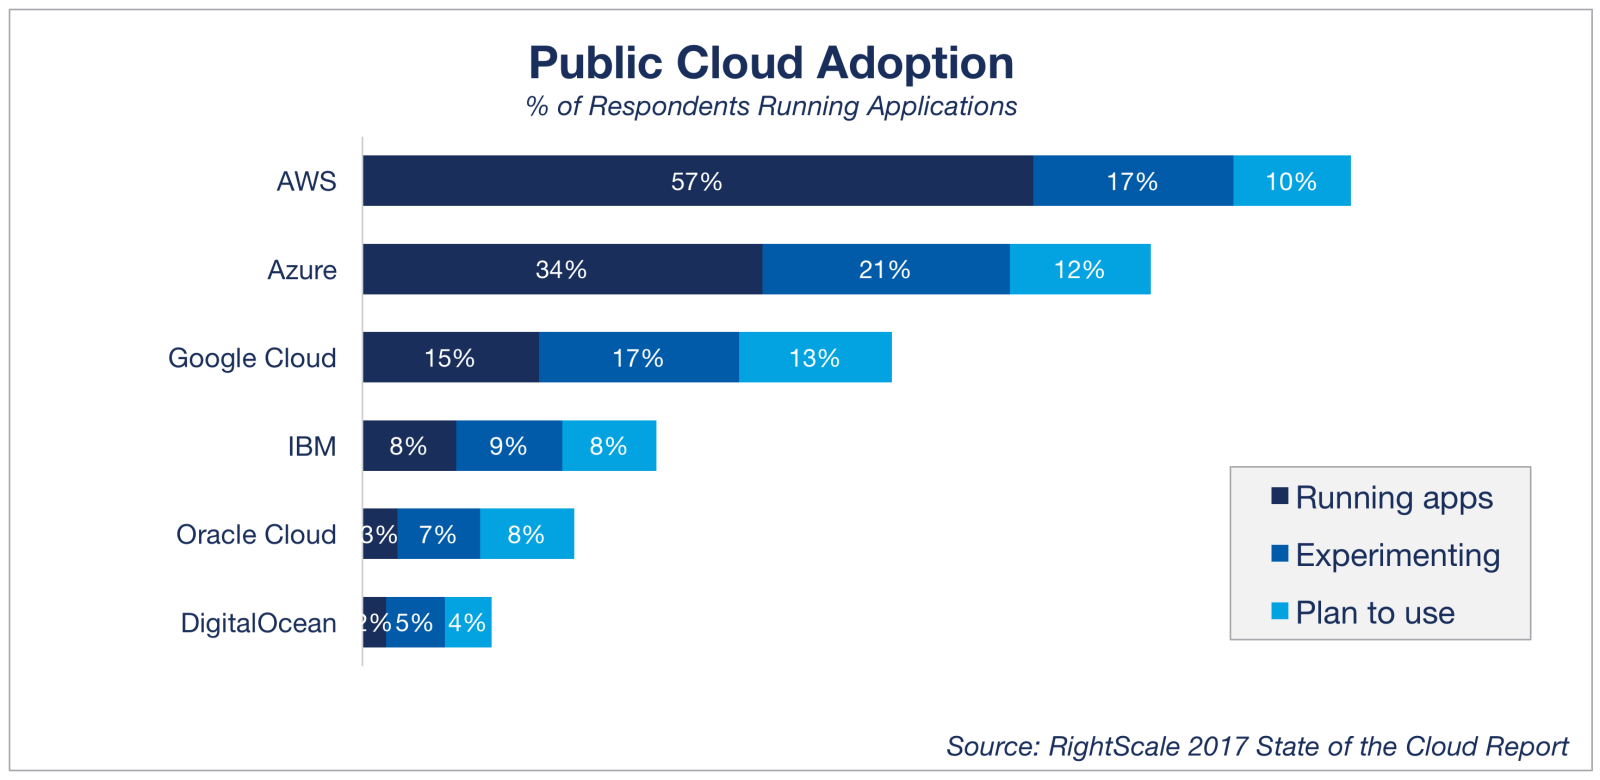 Public Cloud Adoption
% of Respondents Running Applications
AWS 57% 17% 10%
Azure 34% 21% 12%
Google Cloud 15% 17% 13%
IBM 8% 9% 8%
Oracle Cloud 3% 7% 8%
DigitalOcean 2% 5% 4%
Running apps
Experimenting
Plan to use
Source: RightScale 2017 State of the Cloud Report